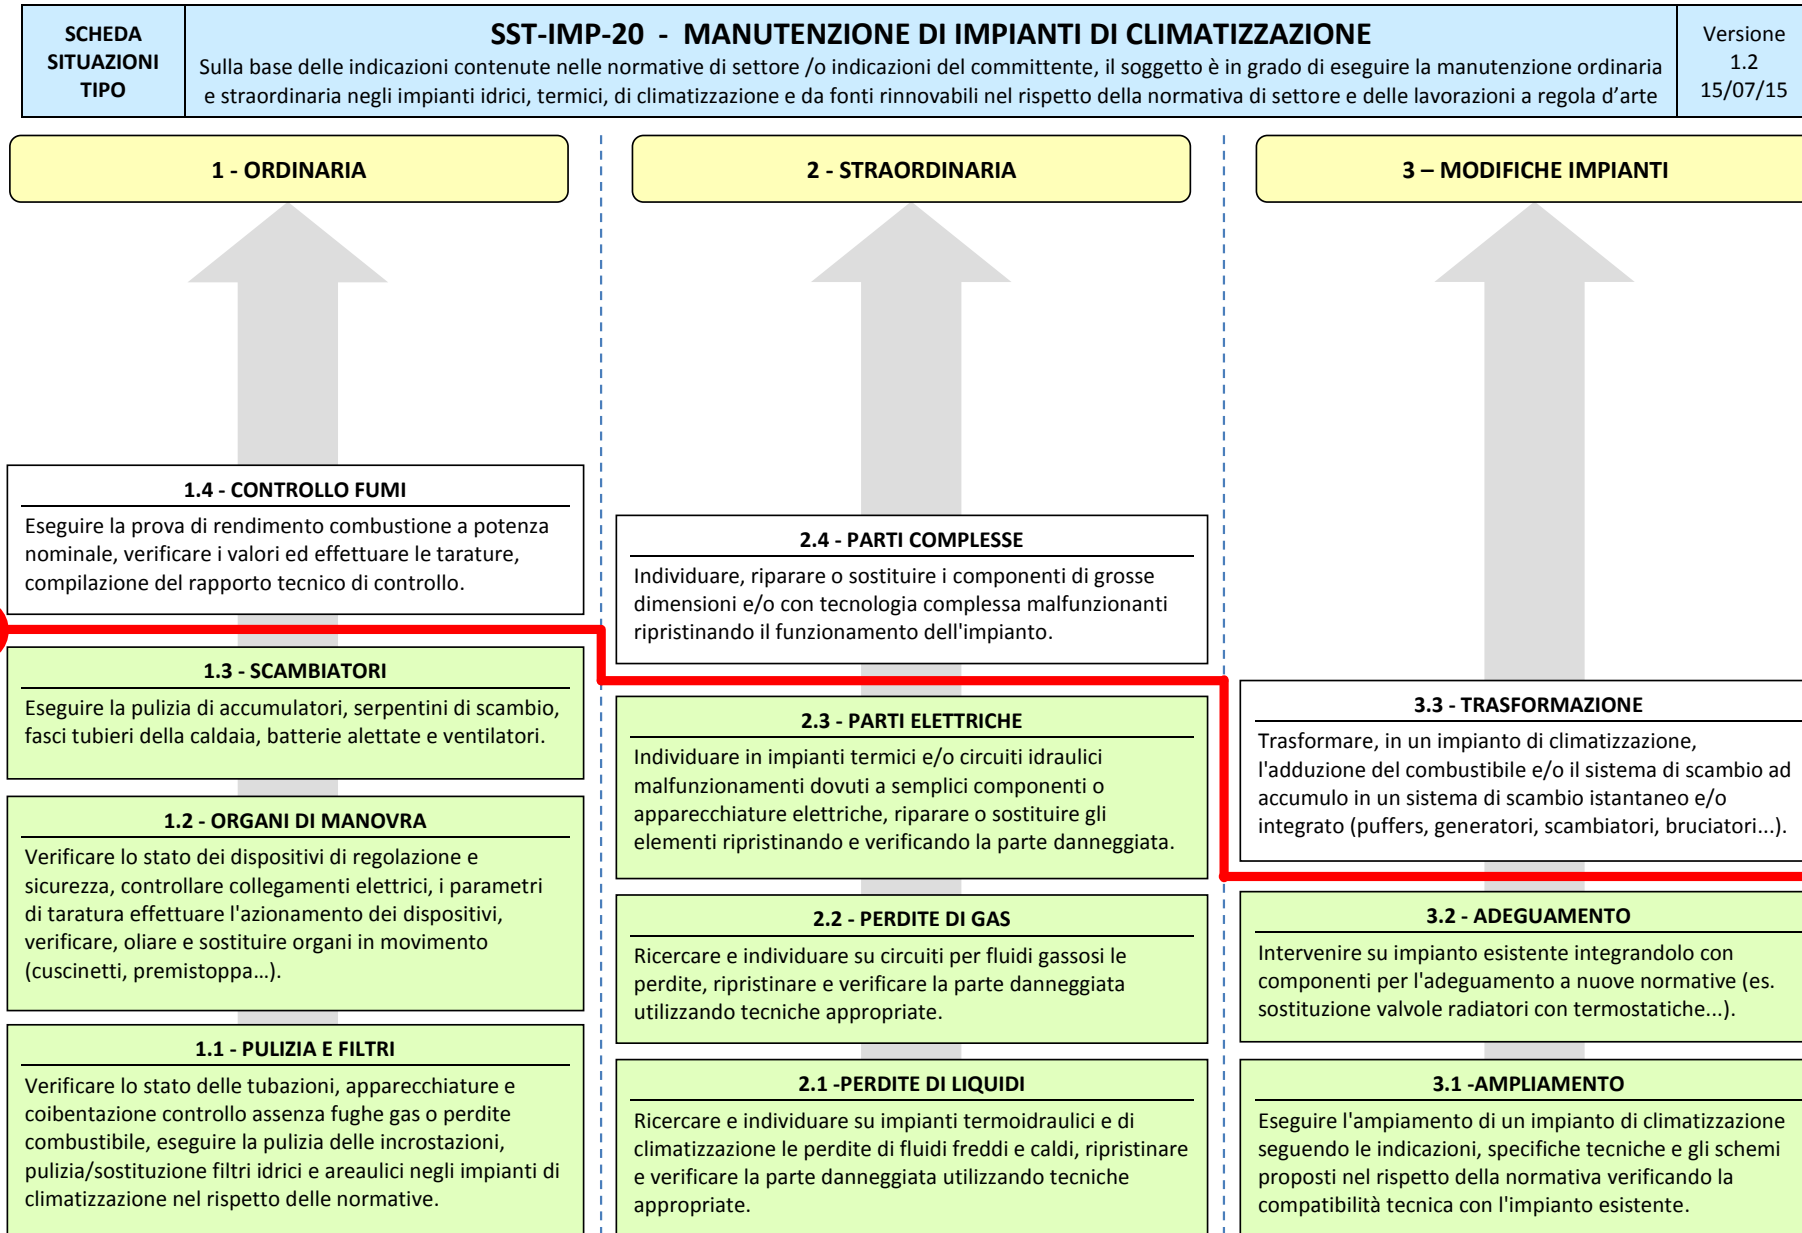 SCHEDA
SITUAZIONI
TIPO
SST-IMP-20 - MANUTENZIONE DI IMPIANTI DI CLIMATIZZAZIONE
Sulla base delle indicazioni contenute nelle normative di settore /o indicazioni del committente, il soggetto è in grado di eseguire la manutenzione ordinaria
e straordinaria negli impianti idrici, termici, di climatizzazione e da fonti rinnovabili nel rispetto della normativa di settore e delle lavorazioni a regola d'arte
Versione
1.2
15/07/15
1 - ORDINARIA
1.4 - CONTROLLO FUMI
Eseguire la prova di rendimento combustione a potenza
nominale, verificare i valori ed effettuare le tarature,
compilazione del rapporto tecnico di controllo.
1.3 - SCAMBIATORI
Eseguire la pulizia di accumulatori, serpentini di scambio,
fasci tubieri della caldaia, batterie alettate e ventilatori.
1.2 - ORGANI DI MANOVRA
Verificare lo stato dei dispositivi di regolazione e
sicurezza, controllare collegamenti elettrici, i parametri
di taratura effettuare l'azionamento dei dispositivi,
verificare, oliare e sostituire organi in movimento
(cuscinetti, premistoppa…).
1.1 - PULIZIA E FILTRI
Verificare lo stato delle tubazioni, apparecchiature e
coibentazione controllo assenza fughe gas o perdite
combustibile, eseguire la pulizia delle incrostazioni,
pulizia/sostituzione filtri idrici e areaulici negli impianti di
climatizzazione nel rispetto delle normative.
2 - STRAORDINARIA
2.4 - PARTI COMPLESSE
Individuare, riparare o sostituire i componenti di grosse
dimensioni e/o con tecnologia complessa malfunzionanti
ripristinando il funzionamento dell'impianto.
2.3 - PARTI ELETTRICHE
Individuare in impianti termici e/o circuiti idraulici
malfunzionamenti dovuti a semplici componenti o
apparecchiature elettriche, riparare o sostituire gli
elementi ripristinando e verificando la parte danneggiata.
2.2 - PERDITE DI GAS
Ricercare e individuare su circuiti per fluidi gassosi le
perdite, ripristinare e verificare la parte danneggiata
utilizzando tecniche appropriate.
2.1 -PERDITE DI LIQUIDI
Ricercare e individuare su impianti termoidraulici e di
climatizzazione le perdite di fluidi freddi e caldi, ripristinare
e verificare la parte danneggiata utilizzando tecniche
appropriate.
3 – MODIFICHE IMPIANTI
3.3 - TRASFORMAZIONE
Trasformare, in un impianto di climatizzazione,
l'adduzione del combustibile e/o il sistema di scambio ad
accumulo in un sistema di scambio istantaneo e/o
integrato (puffers, generatori, scambiatori, bruciatori...).
3.2 - ADEGUAMENTO
Intervenire su impianto esistente integrandolo con
componenti per l'adeguamento a nuove normative (es.
sostituzione valvole radiatori con termostatiche...).
3.1 -AMPLIAMENTO
Eseguire l'ampiamento di un impianto di climatizzazione
seguendo le indicazioni, specifiche tecniche e gli schemi
proposti nel rispetto della normativa verificando la
compatibilità tecnica con l'impianto esistente.